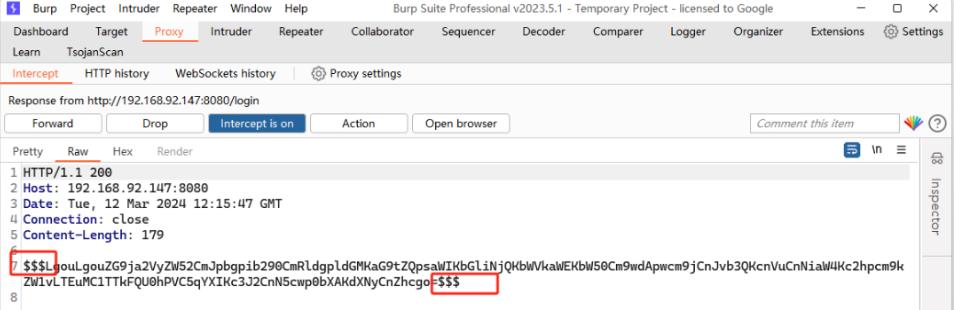 Burp Project Intruder Repeater Window Help Burp Suite Professional v2023.5.1 - Temporary Project - licensed to Google
Dashboard Target Proxy Intruder Repeater Collaborator Sequencer Decoder Comparer Logger Organizer Extensions Settings
Learn TsojanScan
Intercept HTTP history WebSockets history Proxy settings
Response from http://192.168.92.147:8080/login
Forward Drop Intercept is on Action Open browser Comment this item
Pretty Raw Hex Render \n
Inspector
1 HTTP/1.1 200
2 Host: 192.168.92.147:8080
3 Date: Tue, 12 Mar 2024 12:15:47 GMT
4 Connection: close
5 Content-Length: 179
6
7 $$$LgouLgouZG9ja2VyZW52CmJpbgpib290CmRldgpldGMKaG9tZQpsaWIKbGliNjQKbWVkaWEKbW50Cm9wdApwcm9jCnJvb3QKcnVuCnNiaW4Kc2hpcm9k
ZW1vLTEuMC1TTkFQU0hPVC5qYXIKc3J2CnN5cwp0bXAKdXNyCnZhcgo=$$$
8